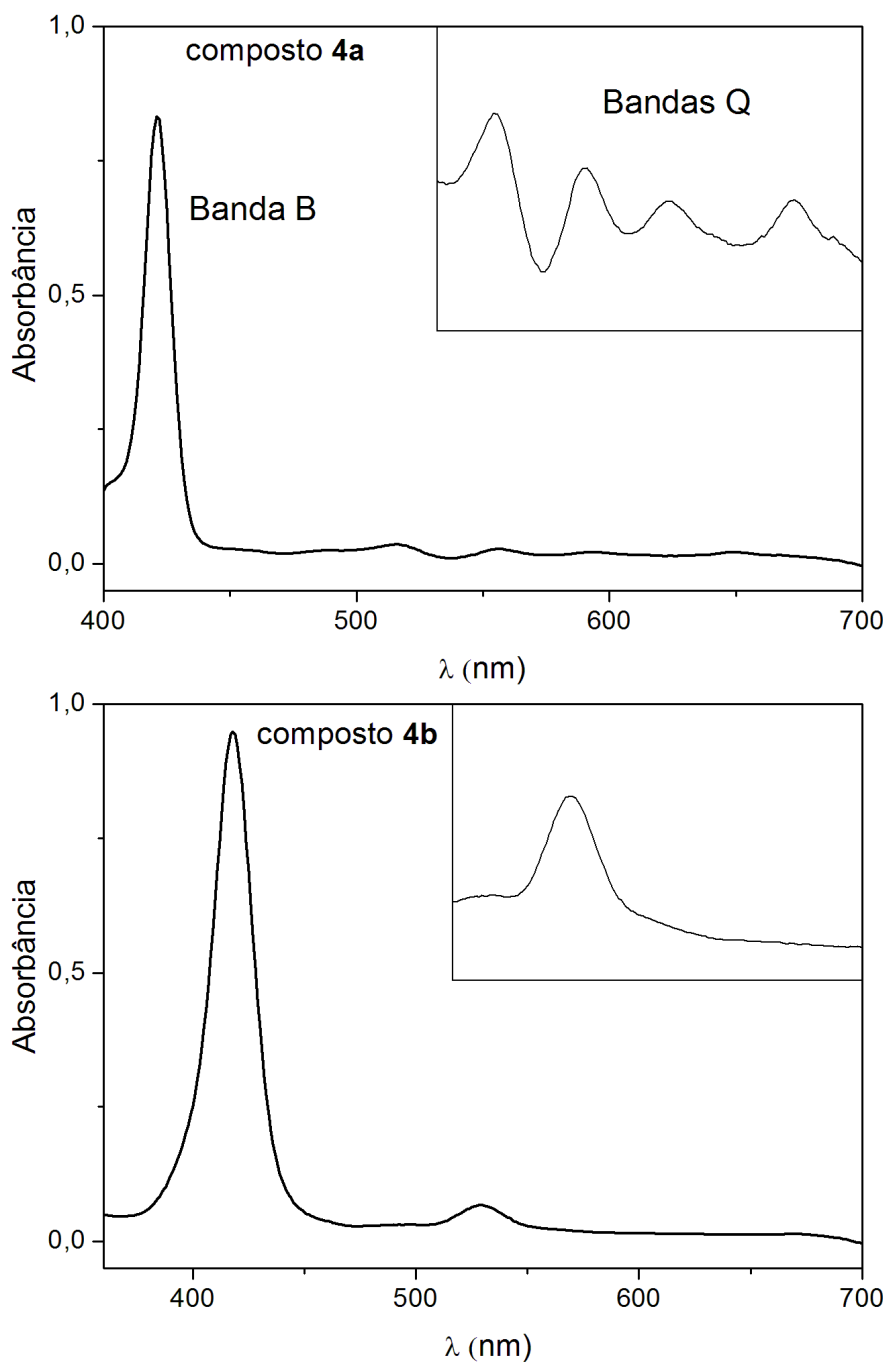 1,0
composto 4a
Bandas Q
Banda B
0,5
Absorbância
0,0
400
500
600
700
λ (nm)
1,0
composto 4b
0,5
Absorbância
0,0
400
500
600
700
λ (nm)